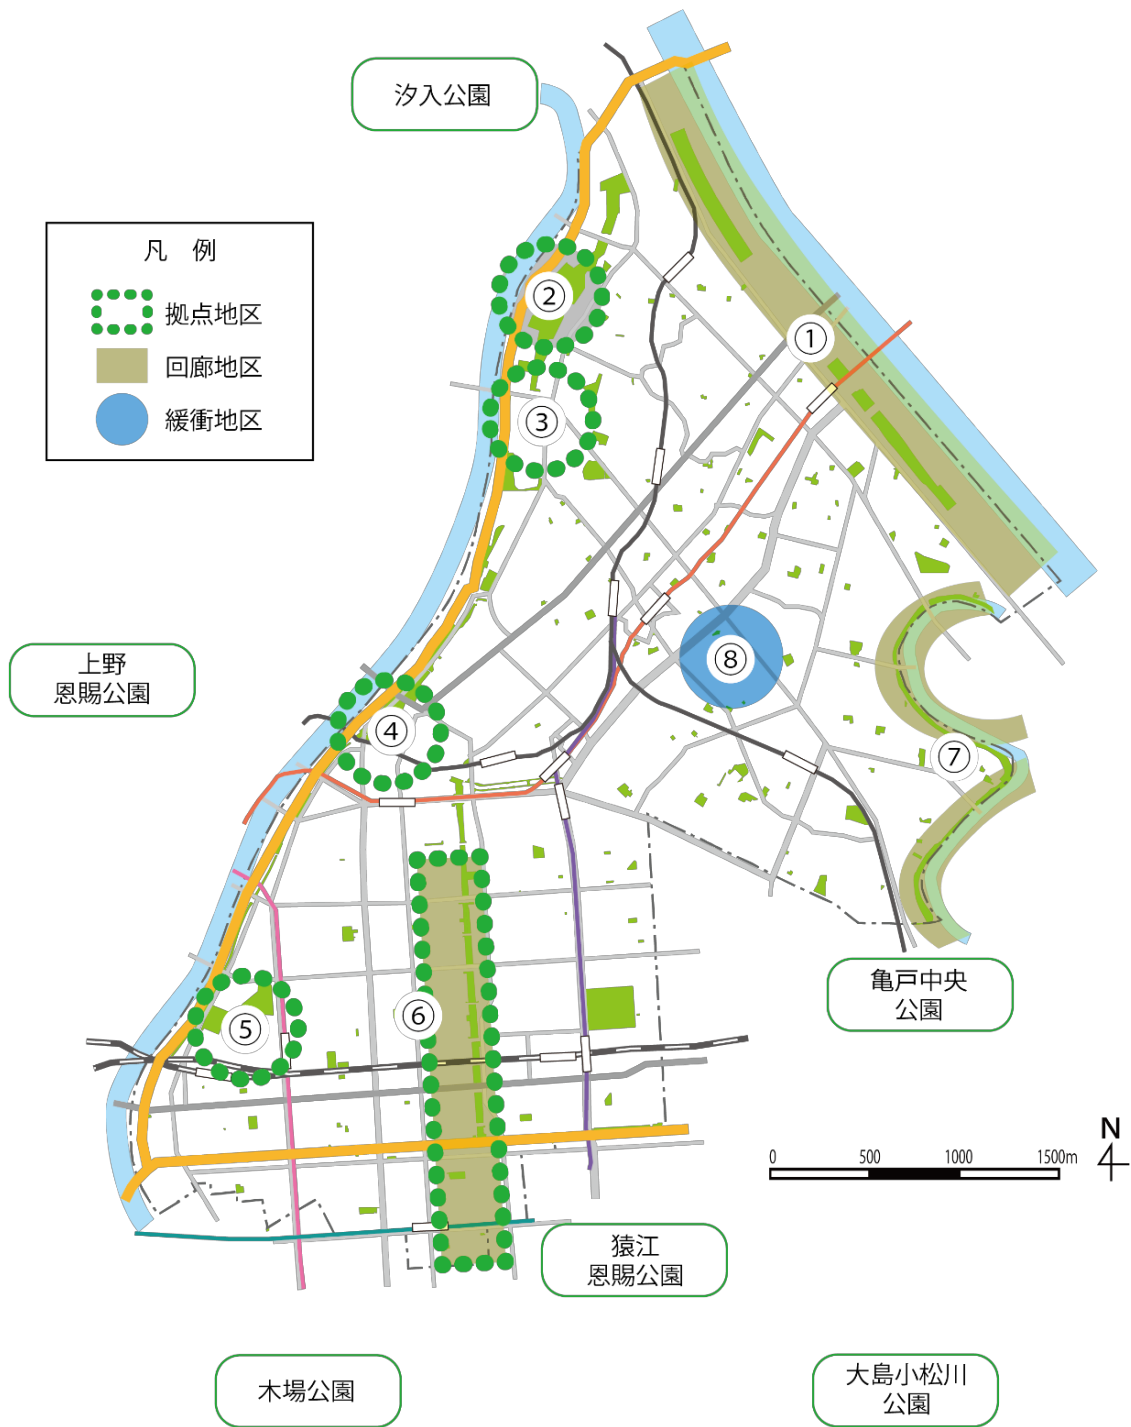 汐入公園
凡 例
拠点地区
回廊地区
緩衝地区
②
①
③
上野
恩賜公園
⑧
④
⑦
亀戸中央
公園
⑤
⑥
N
0 500 1000 1500m
猿江
恩賜公園
木場公園
大島小松川
公園